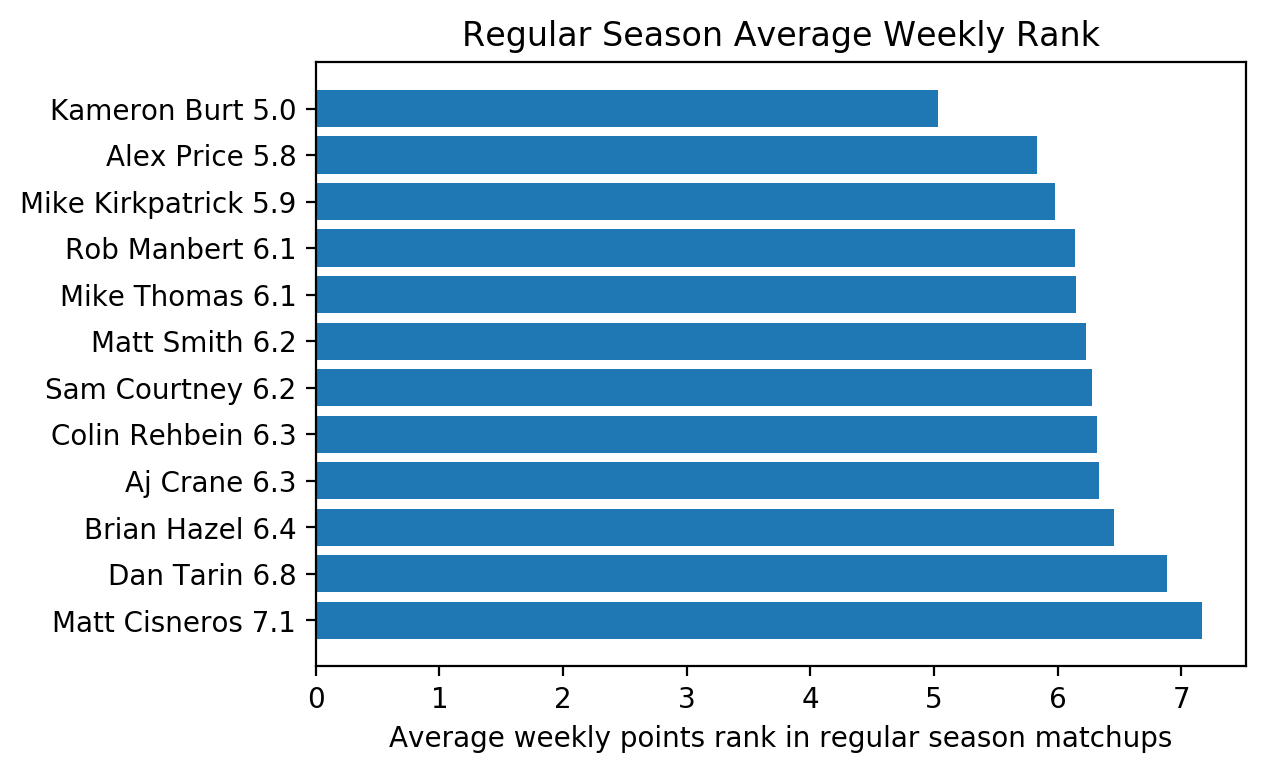 Regular Season Average Weekly Rank
Kameron Burt 5.0
Alex Price 5.8
Mike Kirkpatrick 5.9
Rob Manbert 6.1
Mike Thomas 6.1
Matt Smith 6.2
Sam Courtney 6.2
Colin Rehbein 6.3
Aj Crane 6.3
Brian Hazel 6.4
Dan Tarin 6.8
Matt Cisneros 7.1
0 1 2 3 4 5 6 7
Average weekly points rank in regular season matchups